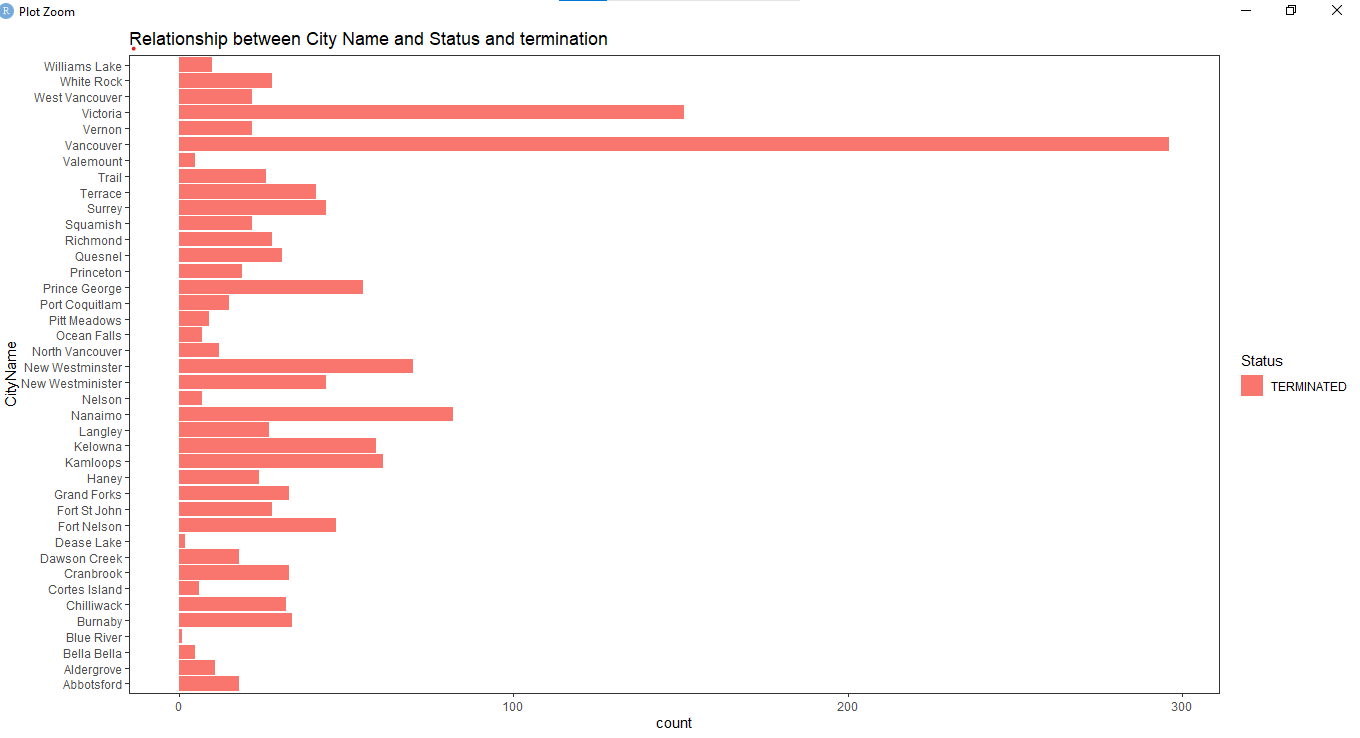 R Plot Zoom
Relationship between City Name and Status and termination
Williams Lake
White Rock
West Vancouver
Victoria
Vernon
Vancouver
Valemount
Trail
Terrace
Surrey
Squamish
Richmond
Quesnel
Princeton
Prince George
Port Coquitlam
Pitt Meadows
Ocean Falls
North Vancouver
New Westminster
New Westminister
Nelson
Nanaimo
Langley
Kelowna
Kamloops
Haney
Grand Forks
Fort St John
Fort Nelson
Dease Lake
Dawson Creek
Cranbrook
Cortes Island
Chilliwack
Burnaby
Blue River
Bella Bella
Aldergrove
Abbotsford
CityName
0 100 200 300
count
Status
TERMINATED